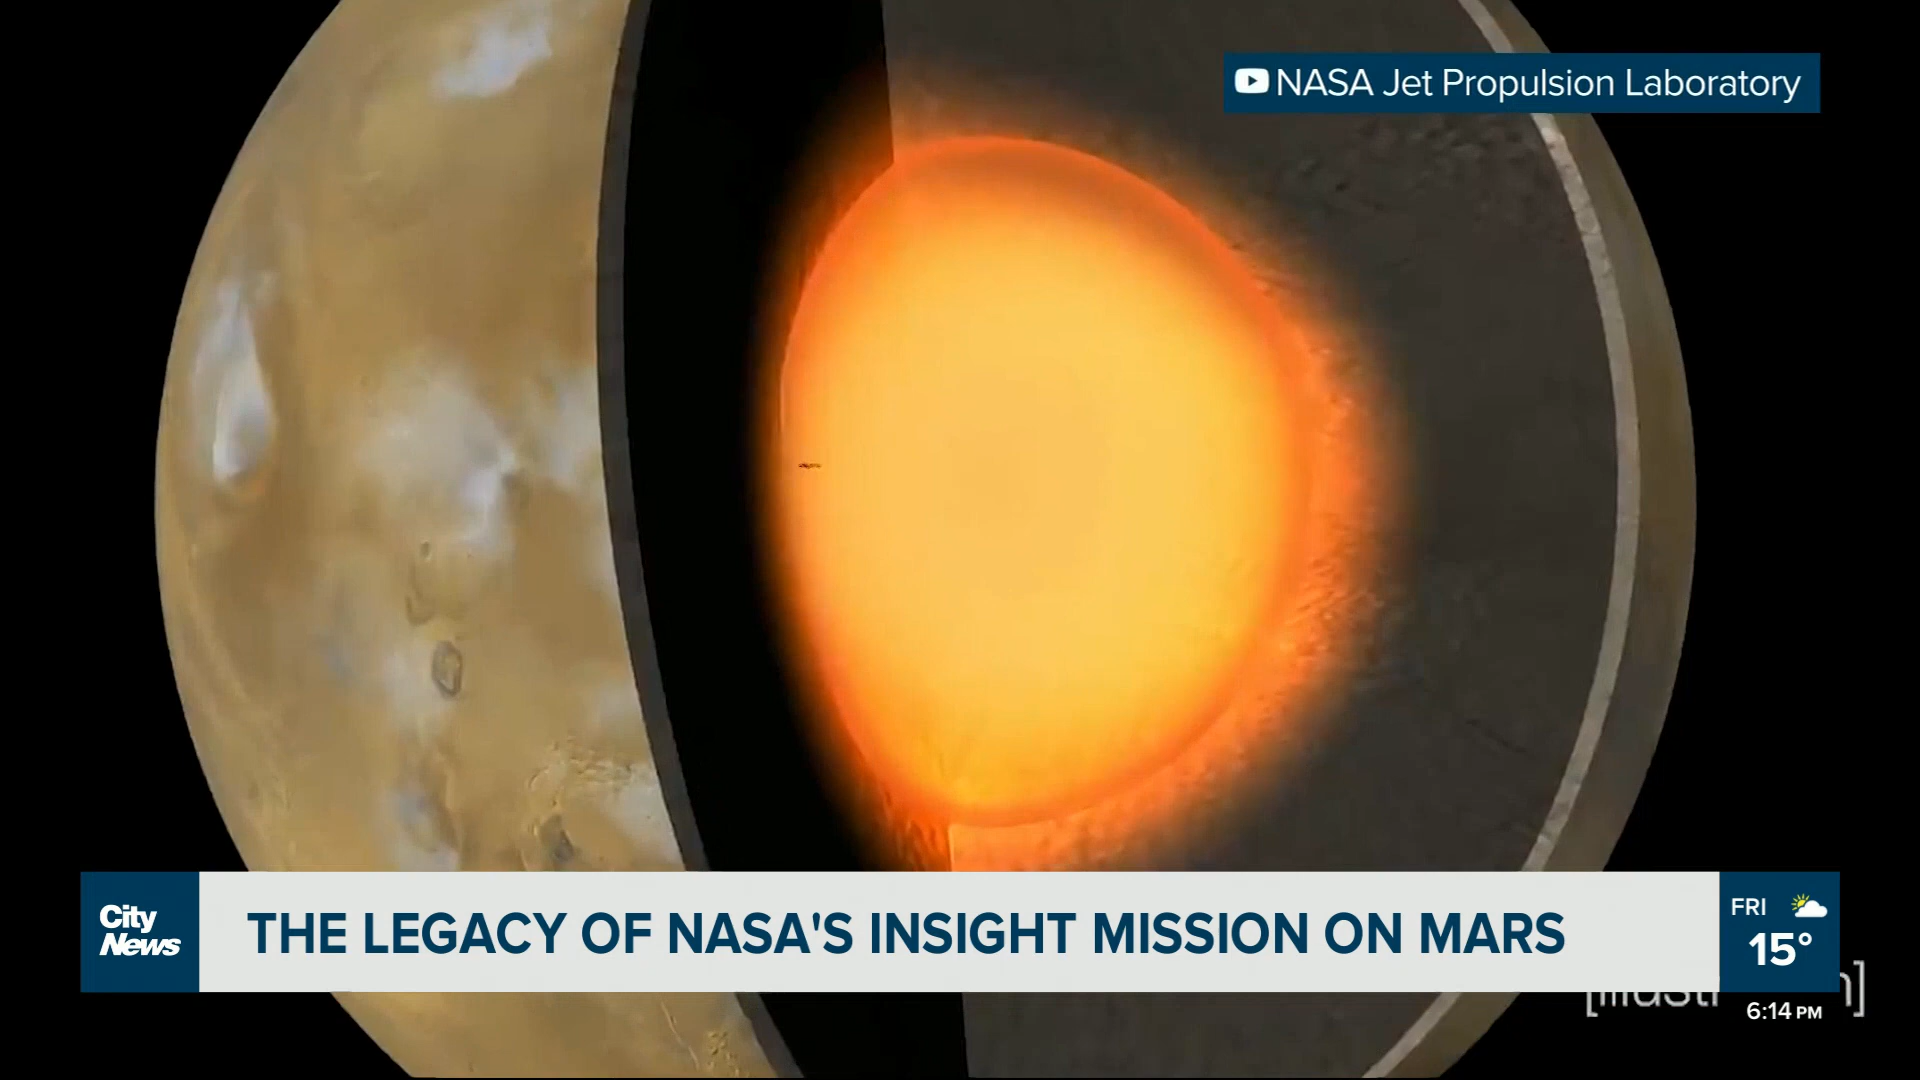 NASA Jet Propulsion Laboratory
City
News
THE LEGACY OF NASA'S INSIGHT MISSION ON MARS
FRI
15°
6:14 PM